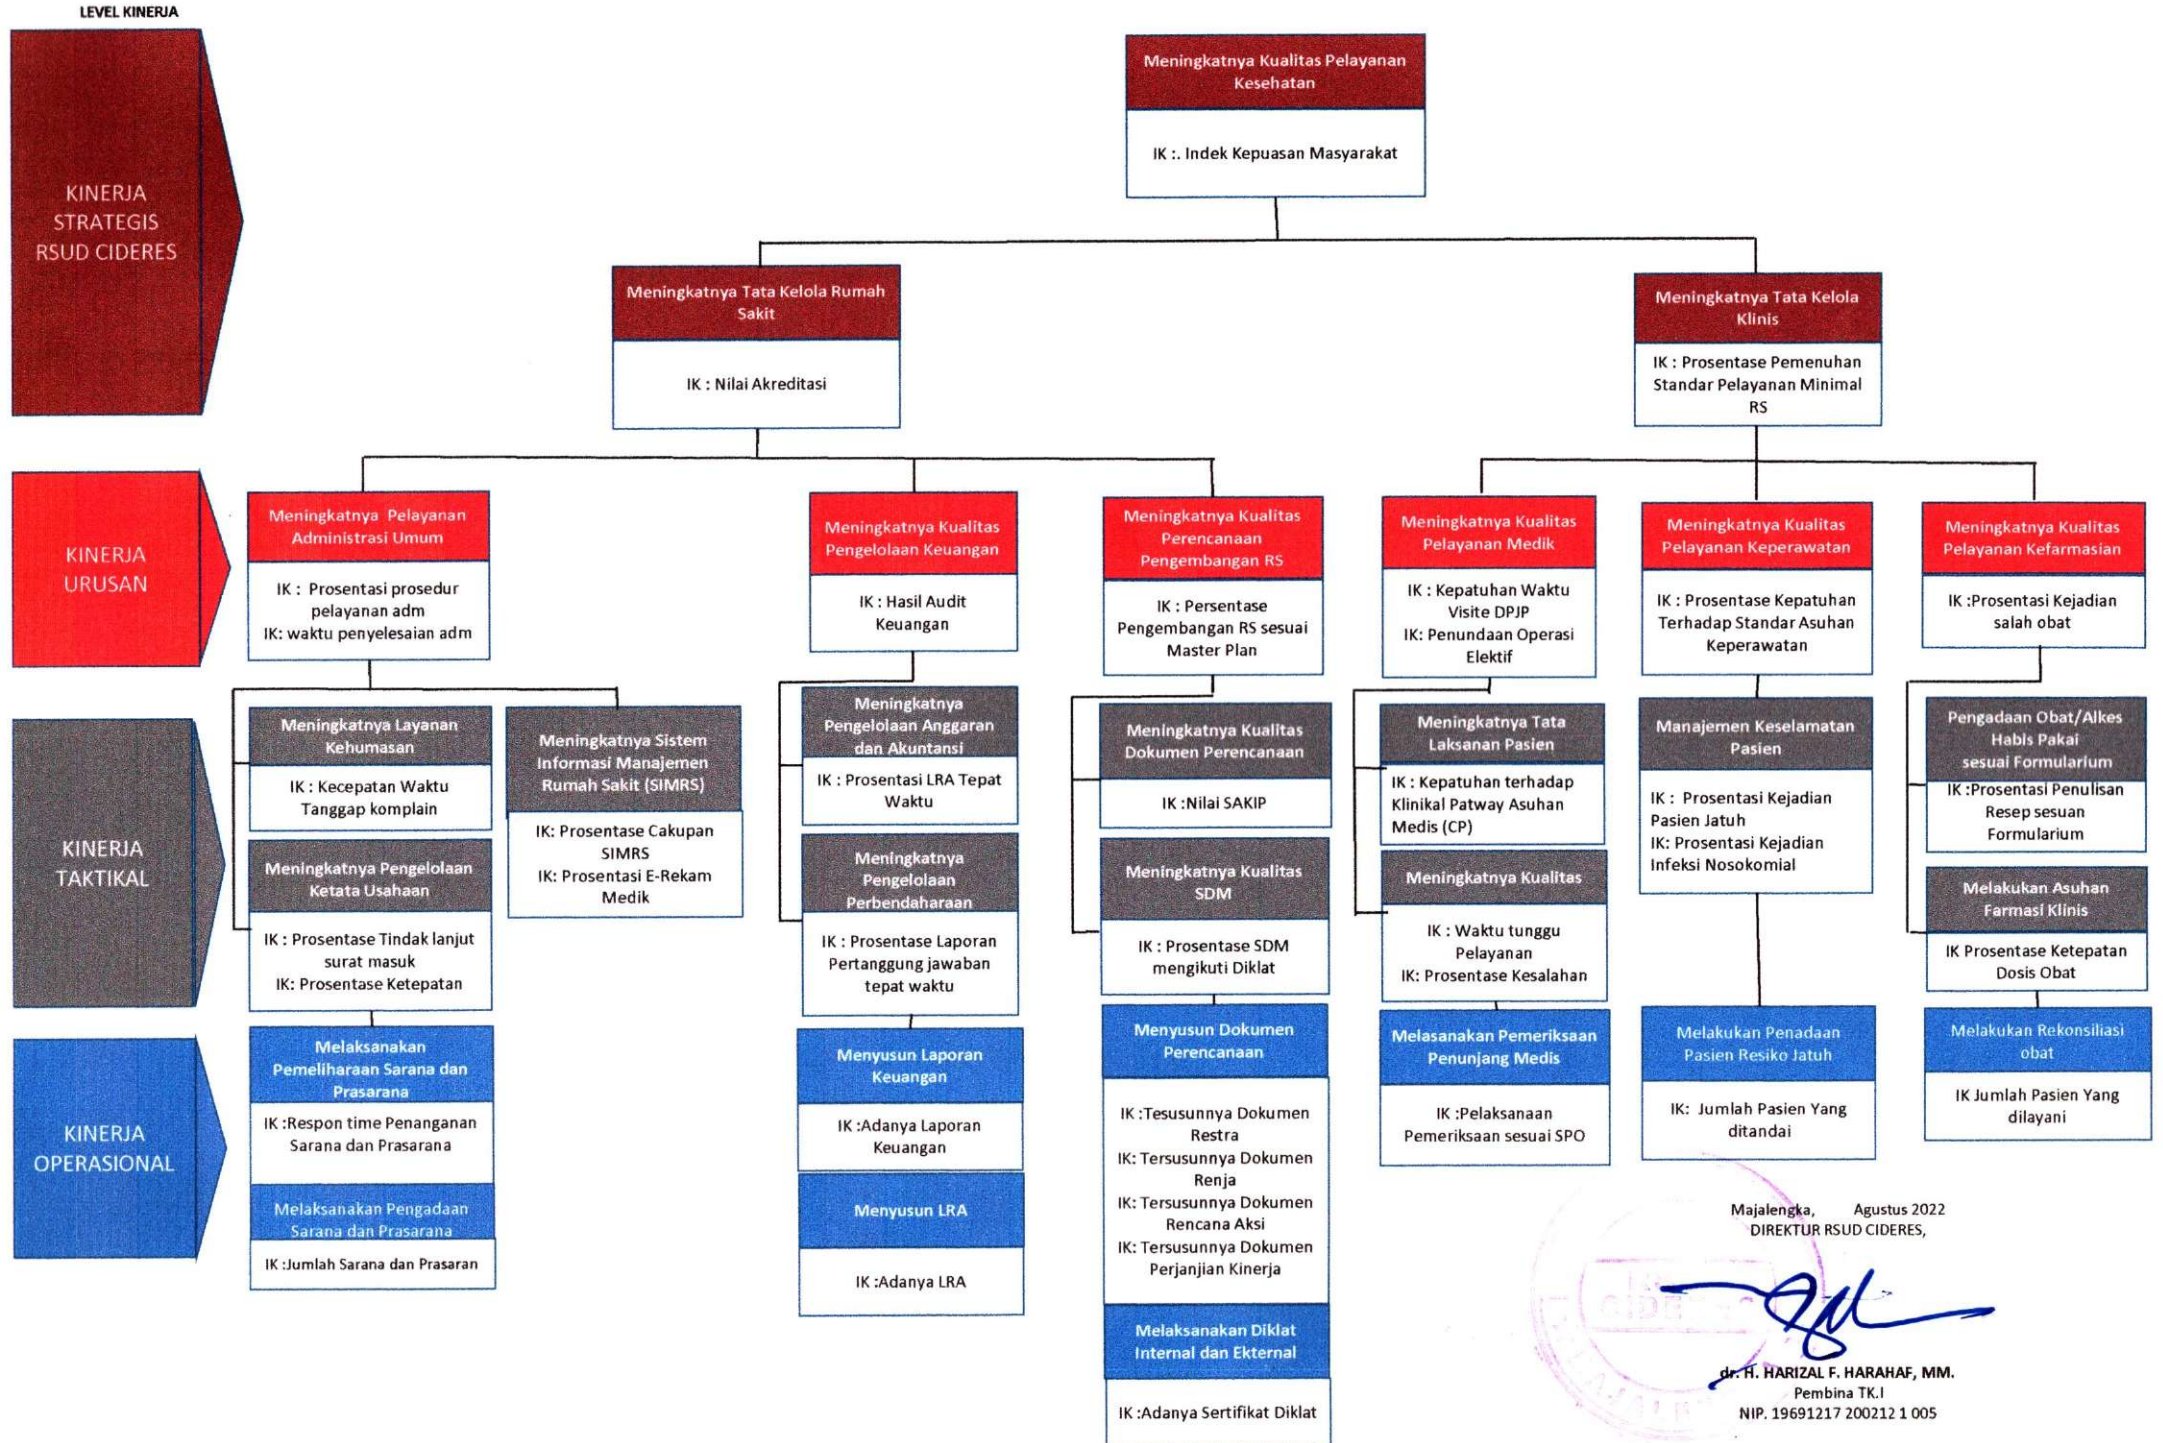 LEVEL KINERJA
KINERJA
STRATEGIS
RSUD CIDERES
Meningkatnya Kualitas Pelayanan
Kesehatan
IK :. Indek Kepuasan Masyarakat
Meningkatnya Tata Kelola Rumah
Sakit
IK : Nilai Akreditasi
Meningkatnya Tata Kelola
Klinis
IK : Prosentase Pemenuhan
Standar Pelayanan Minimal
RS
KINERJA
URUSAN
Meningkatnya Pelayanan
Administrasi Umum
IK : Prosentasi prosedur
pelayanan adm
IK: waktu penyelesaian adm
Meningkatnya Kualitas
Pengelolaan Keuangan
IK : Hasil Audit
Keuangan
Meningkatnya Kualitas
Perencanaan
Pengembangan RS
IK : Persentase
Pengembangan RS sesuai
Master Plan
Meningkatnya Kualitas
Pelayanan Medik
IK : Kepatuhan Waktu
Visite DPJP
IK: Penundaan Operasi
Elektif
Meningkatnya Kualitas
Pelayanan Keperawatan
IK : Prosentase Kepatuhan
Terhadap Standar Asuhan
Keperawatan
Meningkatnya Kualitas
Pelayanan Kefarmasian
IK :Prosentasi Kejadian
salah obat
KINERJA
TAKTIKAL
Meningkatnya Layanan
Kehumasan
IK : Kecepatan Waktu
Tanggap komplain
Meningkatnya Pengelolaan
Ketata Usahaan
IK : Prosentase Tindak lanjut
surat masuk
IK: Prosentase Ketepatan
Meningkatnya Sistem
Informasi Manajemen
Rumah Sakit (SIMRS)
IK: Prosentase Cakupan
SIMRS
IK: Prosentasi E-Rekam
Medik
Meningkatnya
Pengelolaan Anggaran
dan Akuntansi
IK : Prosentasi LRA Tepat
Waktu
Meningkatnya
Pengelolaan
Perbendaharaan
IK : Prosentase Laporan
Pertanggung jawaban
tepat waktu
Meningkatnya Kualitas
Dokumen Perencanaan
IK :Nilai SAKIP
Meningkatnya Kualitas
SDM
IK : Prosentase SDM
mengikuti Diklat
Meningkatnya Tata
Laksanan Pasien
IK : Kepatuhan terhadap
Klinikal Patway Asuhan
Medis (CP)
Meningkatnya Kualitas
IK : Waktu tunggu
Pelayanan
IK: Prosentase Kesalahan
Manajemen Keselamatan
Pasien
IK : Prosentasi Kejadian
Pasien Jatuh
IK: Prosentasi Kejadian
Infeksi Nosokomial
Pengadaan Obat/Alkes
Habis Pakai
sesuai Formularium
IK :Prosentasi Penulisan
Resep sesuan
Formularium
Melakukan Asuhan
Farmasi Klinis
IK Prosentase Ketepatan
Dosis Obat
KINERJA
OPERASIONAL
Melaksanakan
Pemeliharaan Sarana dan
Prasarana
IK :Respon time Penanganan
Sarana dan Prasarana
Melaksanakan Pengadaan
Sarana dan Prasarana
IK :Jumlah Sarana dan Prasaran
Menyusun Laporan
Keuangan
IK :Adanya Laporan
Keuangan
Menyusun LRA
IK :Adanya LRA
Menyusun Dokumen
Perencanaan
IK :Tesusunnya Dokumen
Restra
IK: Tersusunnya Dokumen
Renja
IK: Tersusunnya Dokumen
Rencana Aksi
IK: Tersusunnya Dokumen
Perjanjian Kinerja
Melaksanakan Diklat
Internal dan Ekternal
IK :Adanya Sertifikat Diklat
Melasanakan Pemeriksaan
Penunjang Medis
IK :Pelaksanaan
Pemeriksaan sesuai SPO
Melakukan Penadaan
Pasien Resiko Jatuh
IK: Jumlah Pasien Yang
ditandai
Melakukan Rekonsiliasi
obat
IK Jumlah Pasien Yang
dilayani
Majalengka, Agustus 2022
DIREKTUR RSUD CIDERES,
dr. H. HARIZAL F. HARAHAF, MM.
Pembina TK.I
NIP. 19691217 200212 1 005